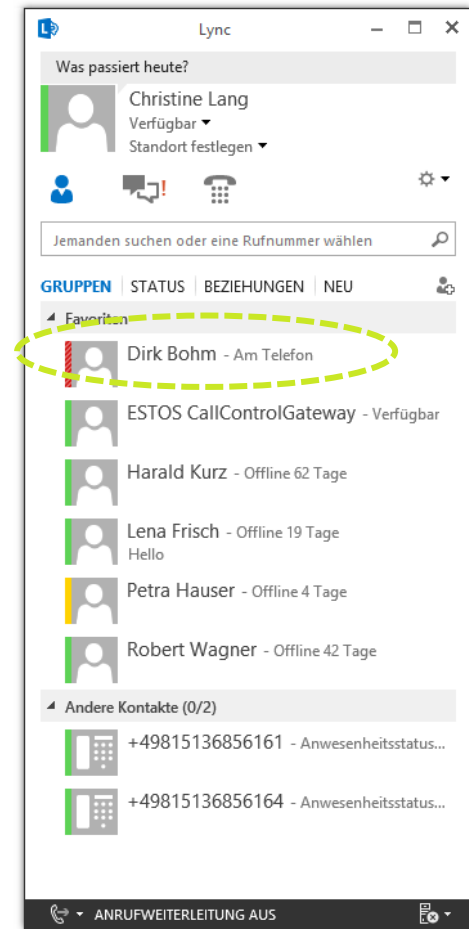 Lync
Was passiert heute?
Christine Lang
Verfügbar
Standort festlegen
Jemanden suchen oder eine Rufnummer wählen
GRUPPEN STATUS BEZIEHUNGEN NEU
Favoriten
Dirk Bohm - Am Telefon
ESTOS CallControlGateway - Verfügbar
Harald Kurz - Offline 62 Tage
Lena Frisch - Offline 19 Tage
Hello
Petra Hauser - Offline 4 Tage
Robert Wagner - Offline 42 Tage
Andere Kontakte (0/2)
+49815136856161 - Anwesenheitsstatus...
+49815136856164 - Anwesenheitsstatus...
ANRUFWEITERLEITUNG AUS